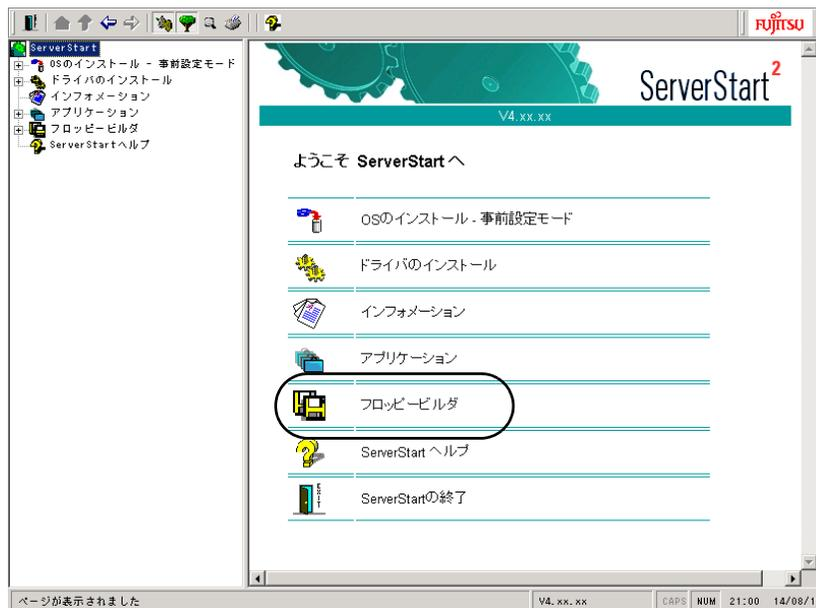 FUJITSU
ServerStart
OSのインストール - 事前設定モード
ドライバのインストール
インフォメーション
アプリケーション
フロッピービルダ
ServerStartヘルプ
ServerStart2
V4.xx.xx
ようこそ ServerStart へ
OSのインストール - 事前設定モード
ドライバのインストール
インフォメーション
アプリケーション
フロッピービルダ
ServerStart ヘルプ
EXIT
ServerStartの終了
ページが表示されました
V4.xx.xx
CAPS NUM 21:00 14/08/1